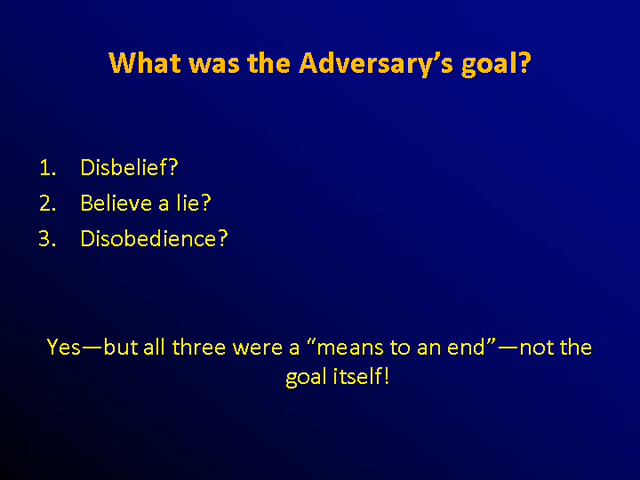 What was the Adversary’s goal?
1. Disbelief?
2. Believe a lie?
3. Disobedience?
Yes—but all three were a “means to an end”—not the
goal itself!